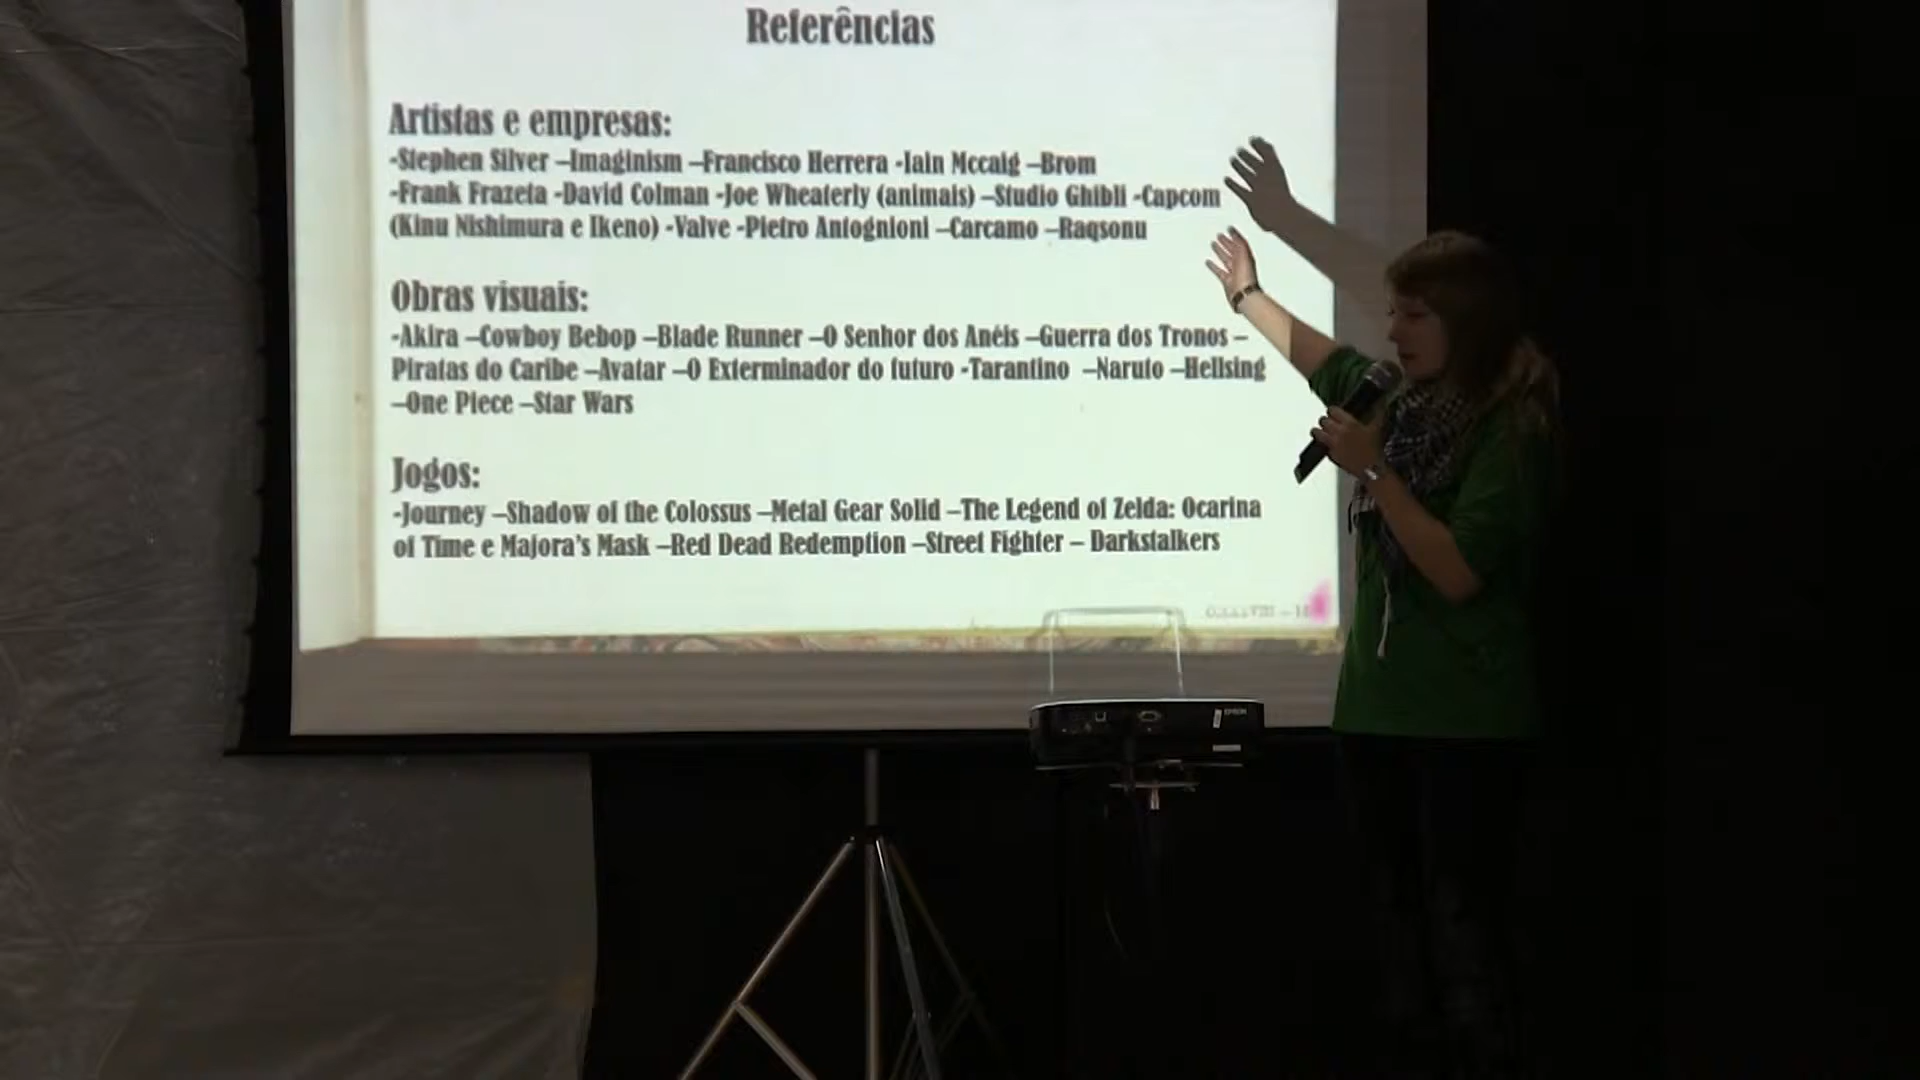 Referências
Artistas e empresas:
-Stephen Silver –Imaginism –Francisco Herrera -Iain Mccaig –Brom
-Frank Frazeta -David Colman -Joe Wheaterly (animais) –Studio Ghibli -Capcom
(Kinu Nishimura e Ikeno) -Valve -Pietro Antognioni –Carcamo –Raqsonu
Obras visuais:
-Akira –Cowboy Bebop –Blade Runner –O Senhor dos Anéis –Guerra dos Tronos –
Piratas do Caribe –Avatar –O Exterminador do futuro -Tarantino –Naruto –Hellsing
–One Piece –Star Wars
Jogos:
-Journey –Shadow of the Colossus –Metal Gear Solid –The Legend of Zelda: Ocarina
of Time e Majora's Mask –Red Dead Redemption –Street Fighter – Darkstalkers
EPSON